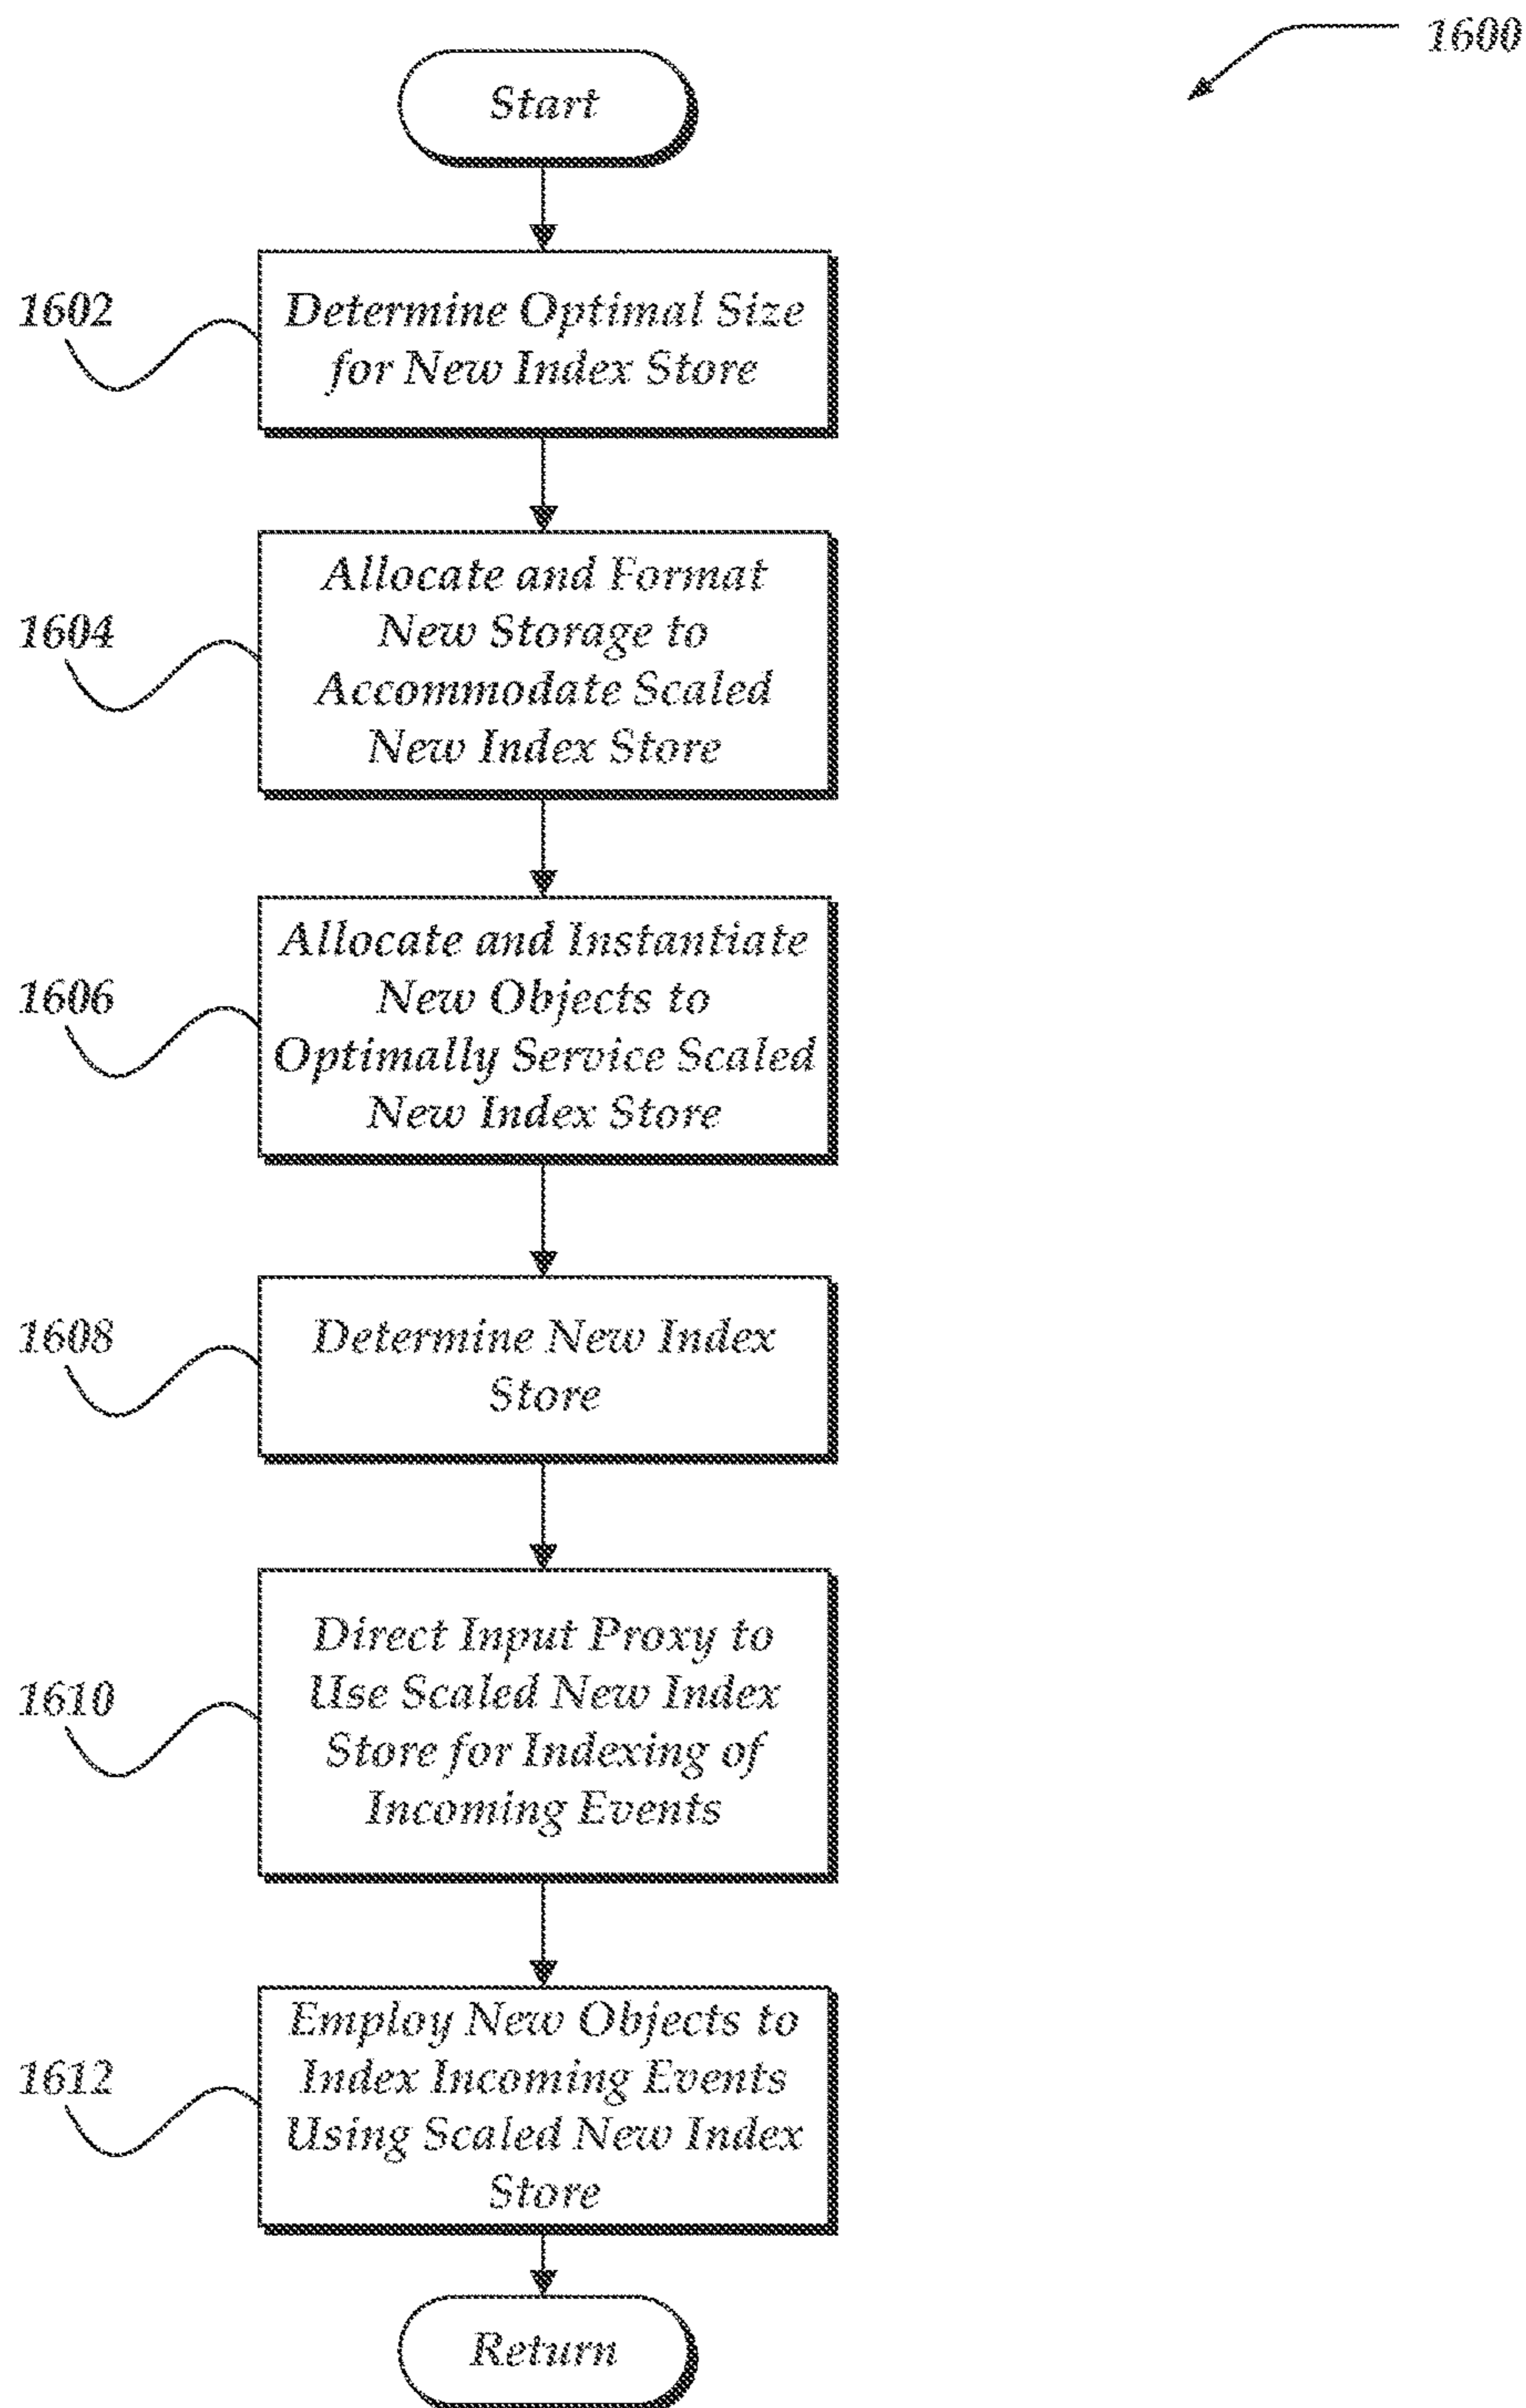 1600
Start
1602
Determine Optimal Size
for New Index Store
1604
Allocate and Format
New Storage to
Accommodate Scaled
New Index Store
1606
Allocate and Instantiate
New Objects to
Optimally Service Scaled
New Index Store
1608
Determine New Index
Store
1610
Direct Input Proxy to
Use Scaled New Index
Store for Indexing of
Incoming Events
1612
Employ New Objects to
Index Incoming Events
Using Scaled New Index
Store
Return